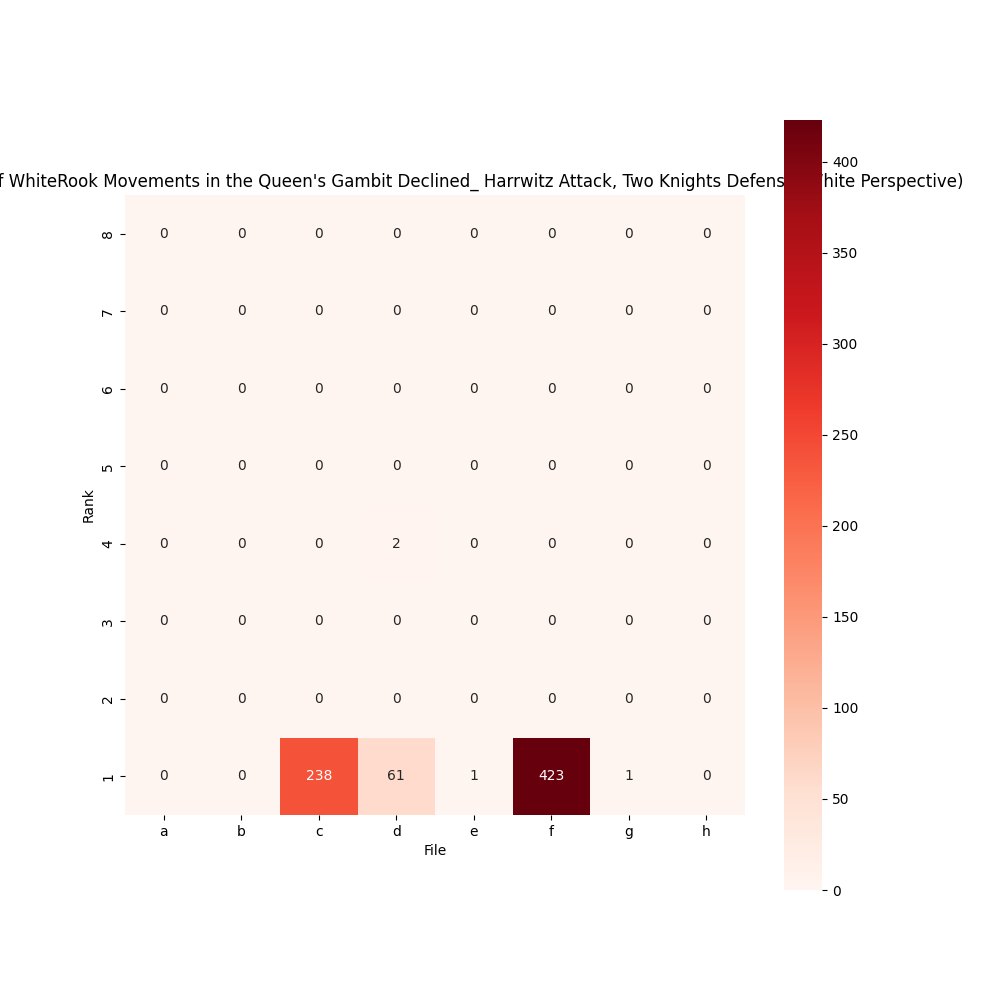 f WhiteRook Movements in the Queen's Gambit Declined_ Harrwitz Attack, Two Knights Defense (White Perspective)
8 0 0 0 0 0 0 0 0
7 0 0 0 0 0 0 0 0
6 0 0 0 0 0 0 0 0
5 0 0 0 0 0 0 0 0
Rank
4 0 0 0 2 0 0 0 0
3 0 0 0 0 0 0 0 0
2 0 0 0 0 0 0 0 0
1 0 0 238 61 1 423 1 0
a b c d e f g h
File
400
350
300
250
200
150
100
50
0